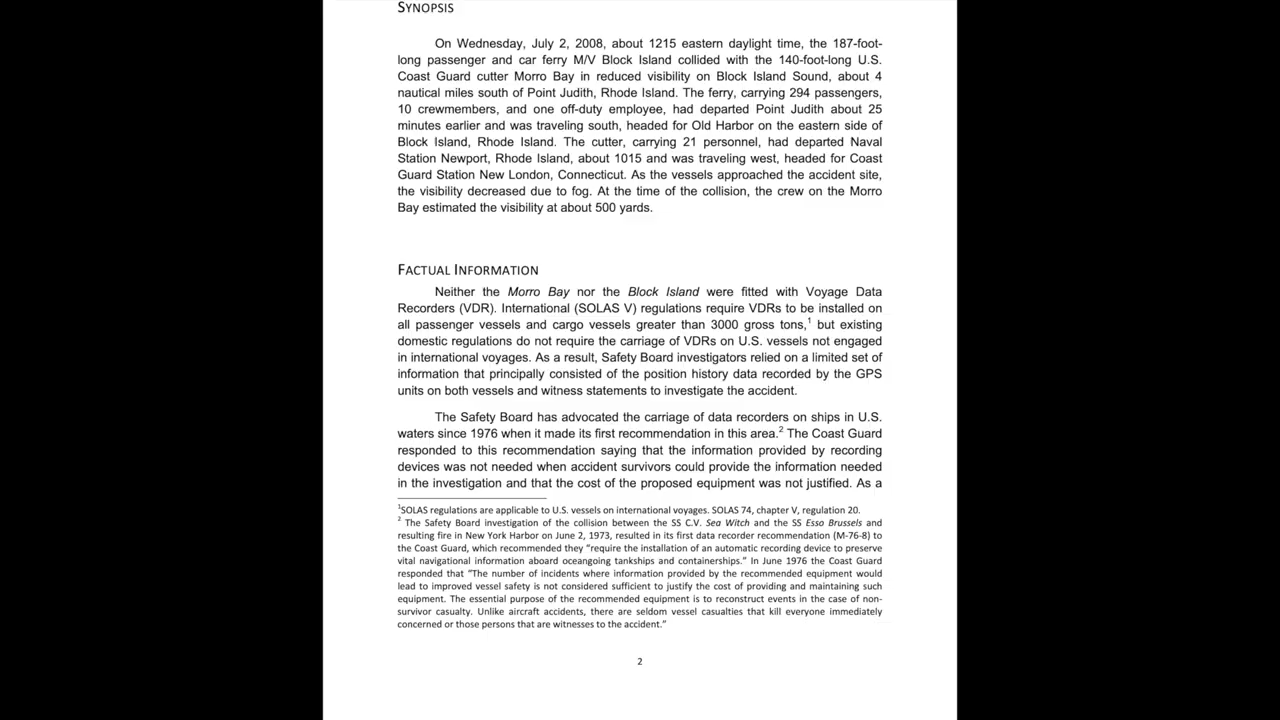 SYNOPSIS
On Wednesday, July 2, 2008, about 1215 eastern daylight time, the 187-foot-
long passenger and car ferry M/V Block Island collided with the 140-foot-long U.S.
Coast Guard cutter Morro Bay in reduced visibility on Block Island Sound, about 4
nautical miles south of Point Judith, Rhode Island. The ferry, carrying 294 passengers,
10 crewmembers, and one off-duty employee, had departed Point Judith about 25
minutes earlier and was traveling south, headed for Old Harbor on the eastern side of
Block Island, Rhode Island. The cutter, carrying 21 personnel, had departed Naval
Station Newport, Rhode Island, about 1015 and was traveling west, headed for Coast
Guard Station New London, Connecticut. As the vessels approached the accident site,
the visibility decreased due to fog. At the time of the collision, the crew on the Morro
Bay estimated the visibility at about 500 yards.
FACTUAL INFORMATION
Neither the Morro Bay nor the Block Island were fitted with Voyage Data
Recorders (VDR). International (SOLAS V) regulations require VDRs to be installed on
all passenger vessels and cargo vessels greater than 3000 gross tons,1 but existing
domestic regulations do not require the carriage of VDRs on U.S. vessels not engaged
in international voyages. As a result, Safety Board investigators relied on a limited set of
information that principally consisted of the position history data recorded by the GPS
units on both vessels and witness statements to investigate the accident.
The Safety Board has advocated the carriage of data recorders on ships in U.S.
waters since 1976 when it made its first recommendation in this area.2 The Coast Guard
responded to this recommendation saying that the information provided by recording
devices was not needed when accident survivors could provide the information needed
in the investigation and that the cost of the proposed equipment was not justified. As a
1SOLAS regulations are applicable to U.S. vessels on international voyages. SOLAS 74, chapter V, regulation 20.
2 The Safety Board investigation of the collision between the SS C.V. Sea Witch and the SS Esso Brussels and
resulting fire in New York Harbor on June 2, 1973, resulted in its first data recorder recommendation (M-76-8) to
the Coast Guard, which recommended they “require the installation of an automatic recording device to preserve
vital navigational information aboard oceangoing tankships and containerships.” In June 1976 the Coast Guard
responded that “The number of incidents where information provided by the recommended equipment would
lead to improved vessel safety is not considered sufficient to justify the cost of providing and maintaining such
equipment. The essential purpose of the recommended equipment is to reconstruct events in the case of non-
survivor casualty. Unlike aircraft accidents, there are seldom vessel casualties that kill everyone immediately
concerned or those persons that are witnesses to the accident.”
2